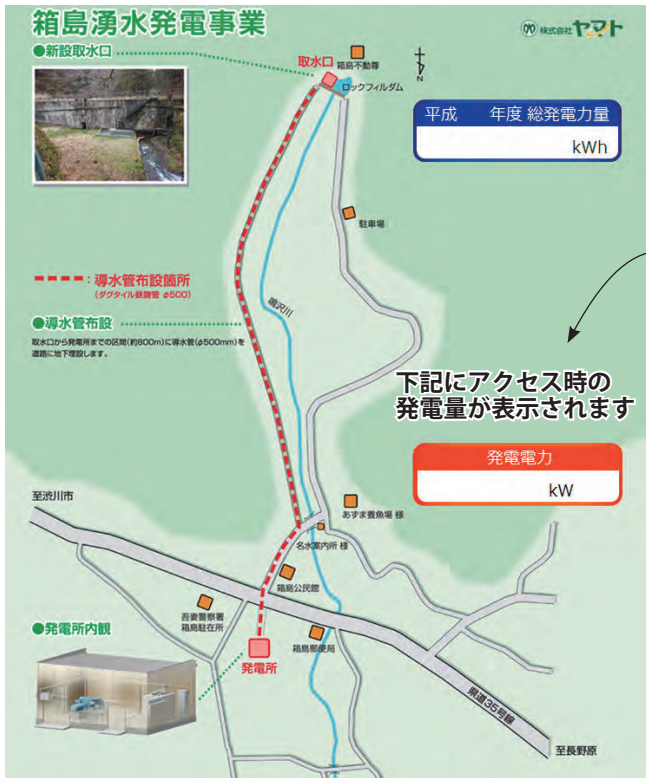 箱島湧水発電事業
株式会社ヤマト
●新設取水口
取水口
箱島不動尊
N
ロックフィルダム
平成 年度 総発電力量
kWh
駐車場
:導水管布設箇所
(ダグタイル鉄鋳管 φ500)
鳴沢川
●導水管布設
取水口から発電所までの区間(約800m)に導水管(φ500mm)を
道路に地下埋設します。
下記にアクセス時の
発電量が表示されます
発電電力
kW
至渋川市
あずま養魚場 様
名水案内所 様
箱島公民館
吾妻警察署
箱島駐在所
●発電所内観
箱島郵便局
発電所
県道35号線
至長野原